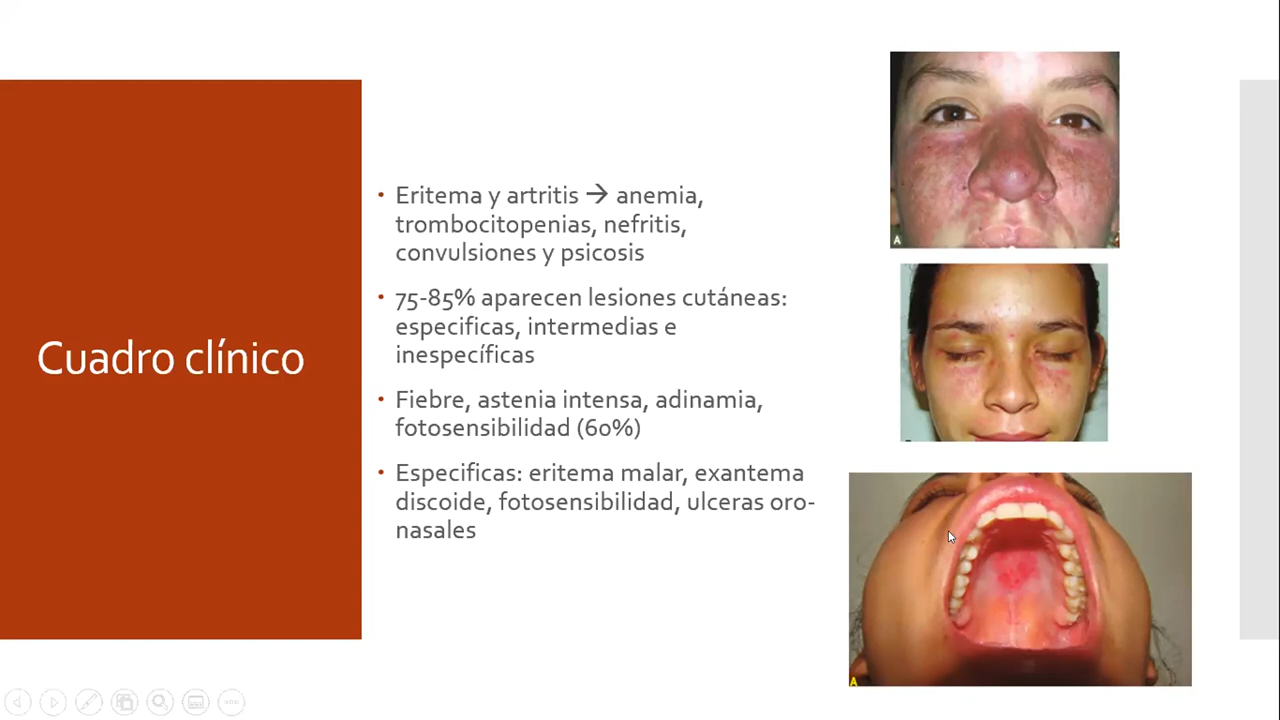 Cuadro clínico
• Eritema y artritis → anemia,
trombocitopenias, nefritis,
convulsiones y psicosis
• 75-85% aparecen lesiones cutáneas:
especificas, intermedias e
inespecíficas
• Fiebre, astenia intensa, adinamia,
fotosensibilidad (60%)
• Especificas: eritema malar, exantema
discoide, fotosensibilidad, ulceras oro-
nasales
A
A